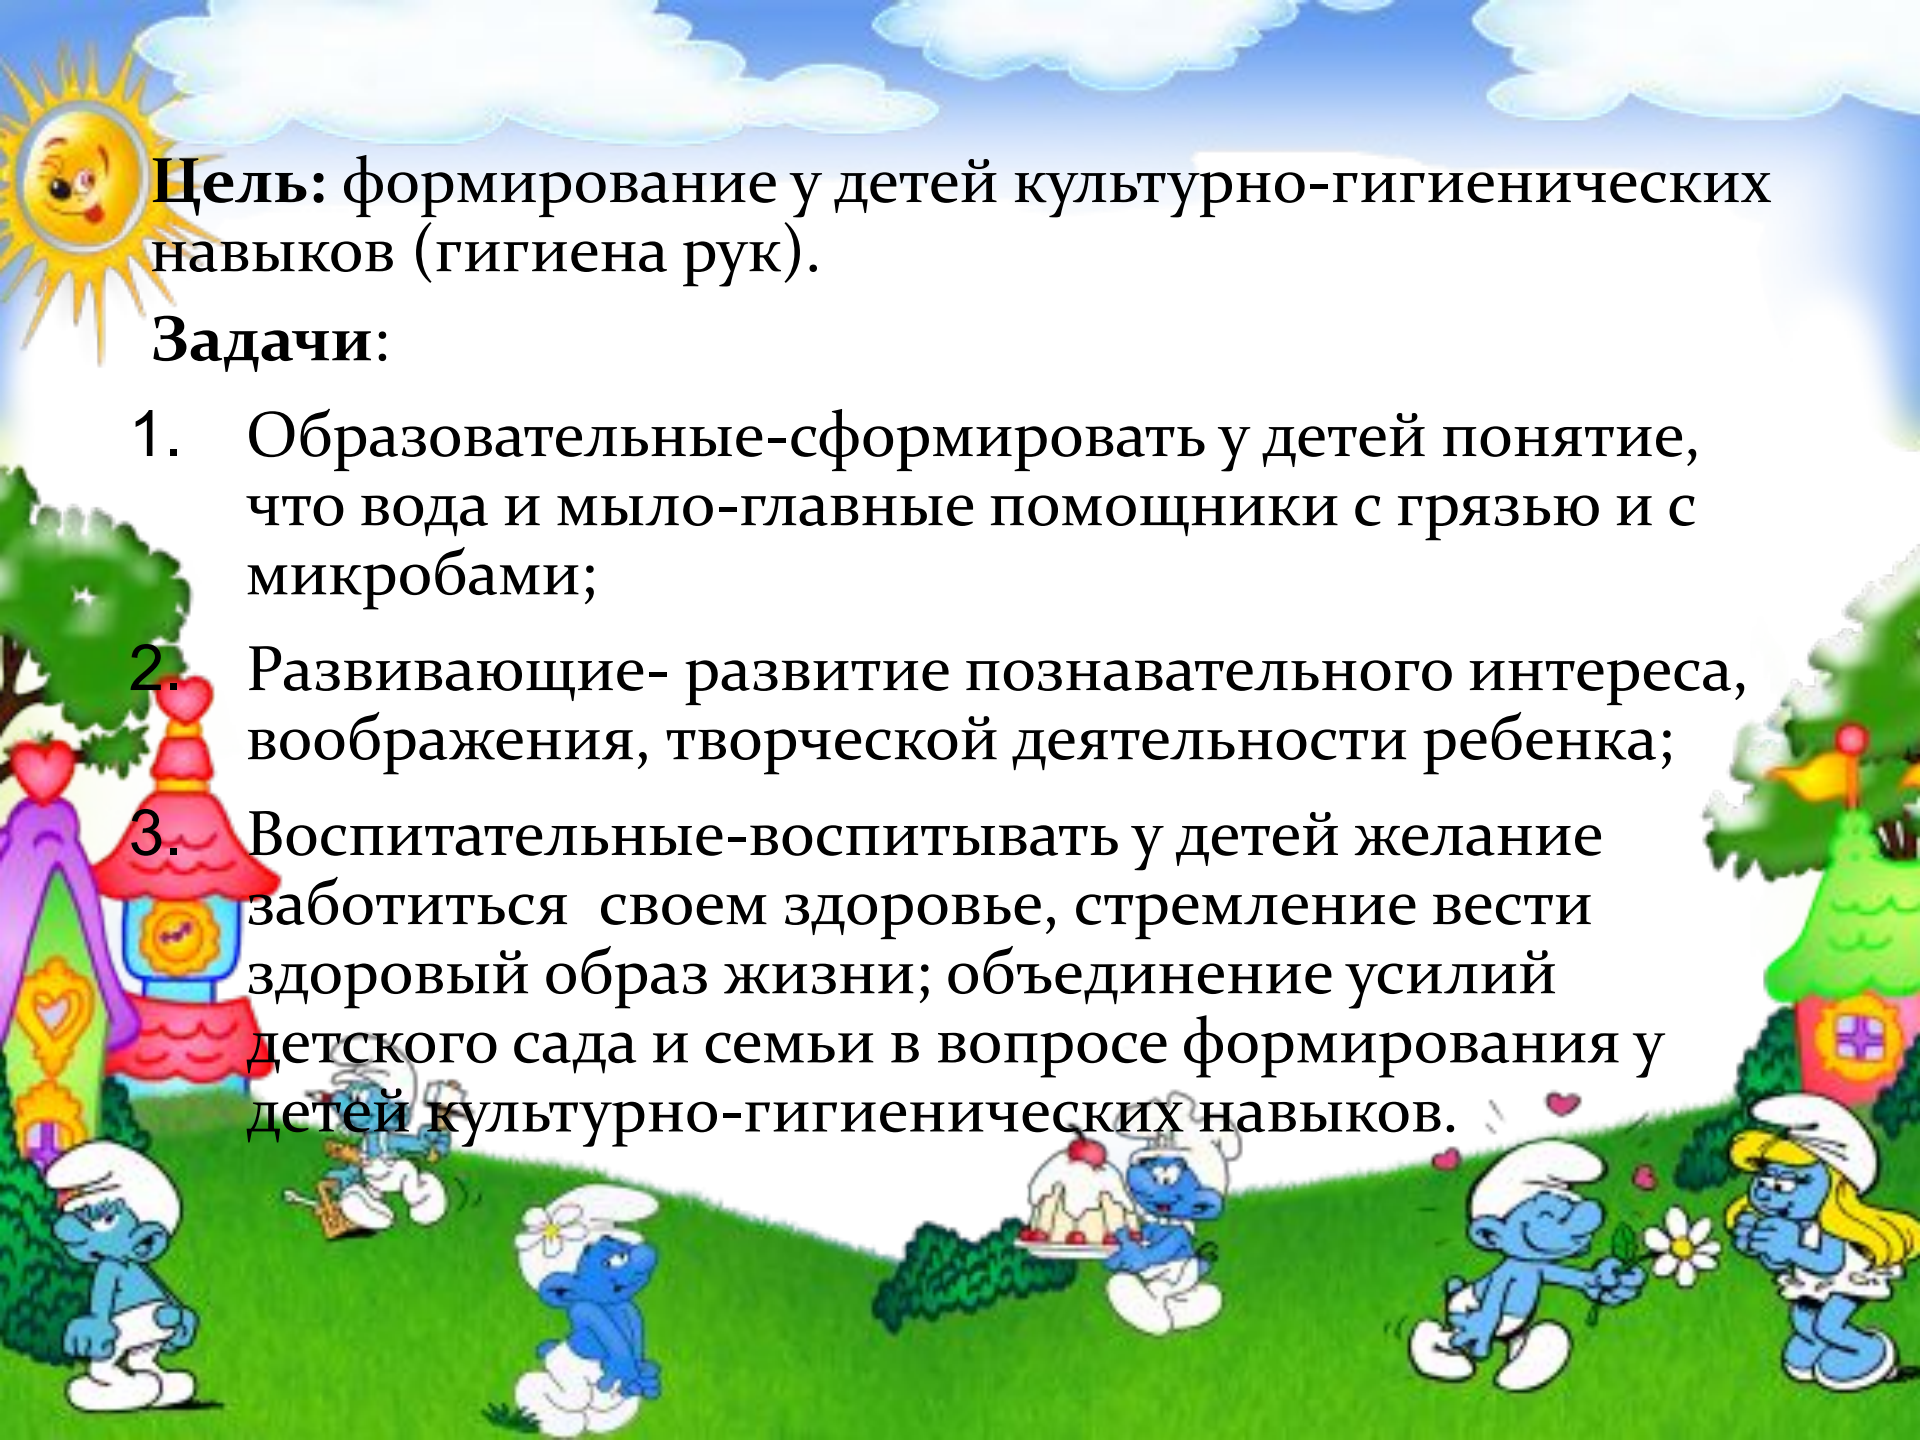 Цель: формирование у детей культурно-гигиенических
навыков (гигиена рук).
Задачи:
1. Образовательные-сформировать у детей понятие,
что вода и мыло-главные помощники с грязью и с
микробами;
2. Развивающие- развитие познавательного интереса,
воображения, творческой деятельности ребенка;
3. Воспитательные-воспитывать у детей желание
заботиться  своем здоровье, стремление вести
здоровый образ жизни; объединение усилий
детского сада и семьи в вопросе формирования у
детей культурно-гигиенических навыков.